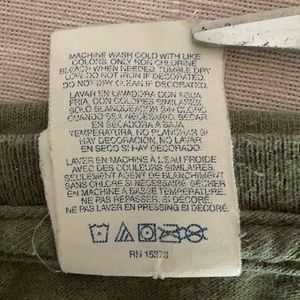 MACHINE WASH COLD WITH LIKE
COLORS. ONLY NON CHLORINE
BLEACH WHEN NEEDED. TUMBLE DRY
LOW. DO NOT IRON IF DECORATED.
DO NOT DRY CLEAN IF DECORATED.
LAVAR EN LAVADORA CON AGUA
FRIA, CON COLORES SIMILARES.
SOLO BLANQUEADOR SIN CLORO
CUANDO SEA NECESARIO. SECAR
EN SECADORA A BAJA
TEMPERATURA. NO PLANCHAR SI
HAY DECORACION. NO LAVAR
EN SECO SI HAY DECORADO.
LAVER EN MACHINE A L'EAU FROIDE
AVEC DES COULEURS SIMILAIRES.
SEULEMENT AGENT DE BLANCHIMENT
SANS CHLORE SI NECESSAIRE. SECHER
EN MACHINE A BASSE TEMPERATURE.
NE PAS REPASSER, SI DECORE.
NE PAS LAVER EN PRESSING SI DECORE.
RN 15373